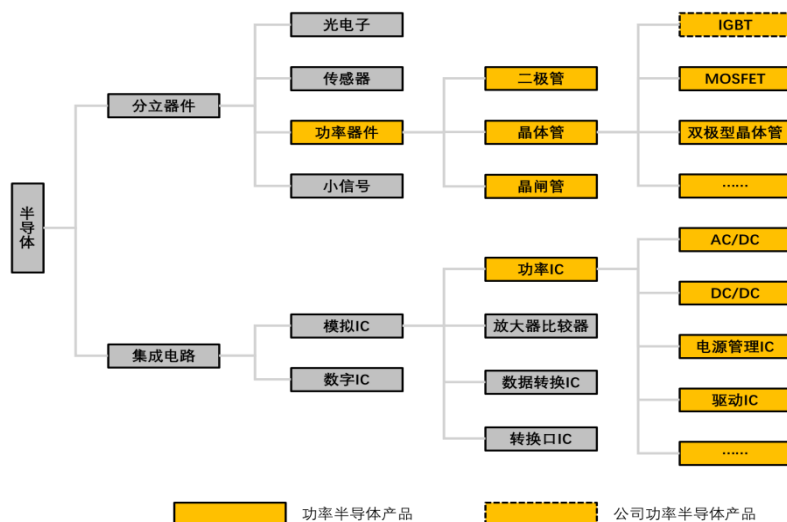 半导体
分立器件
集成电路
光电子
传感器
功率器件
小信号
模拟IC
数字IC
二极管
晶体管
晶闸管
功率IC
放大器比较器
数据转换IC
转换口IC
IGBT
MOSFET
双极型晶体管
……
AC/DC
DC/DC
电源管理IC
驱动IC
……
功率半导体产品
公司功率半导体产品